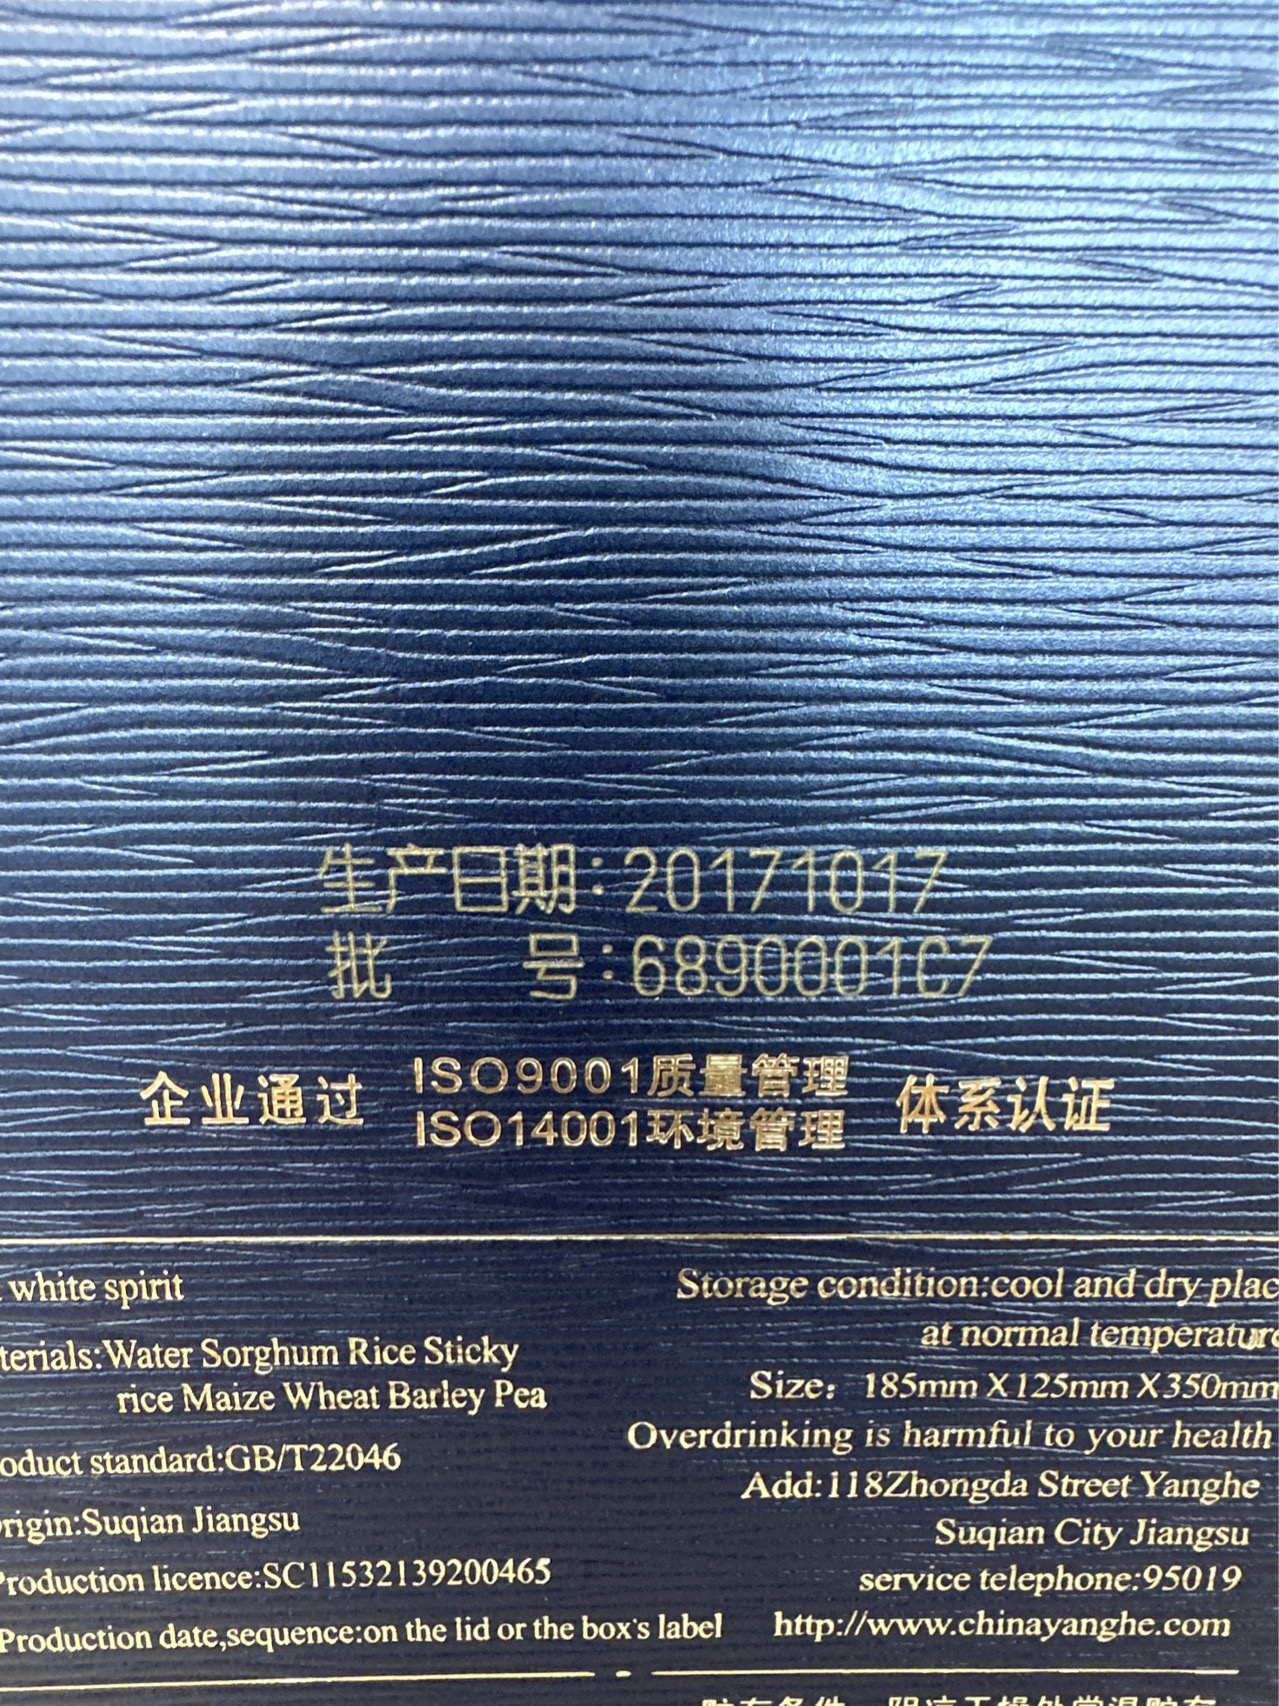 生产日期:20171017
批 号:6890001C7
企业通过 ISO9001质量管理 体系认证
ISO14001环境管理
white spirit
terials:Water Sorghum Rice Sticky
rice Maize Wheat Barley Pea
oduct standard:GB/T22046
rigin:Suqian Jiangsu
Production licence:SC11532139200465
Production date,sequence:on the lid or the box's label
Storage condition:cool and dry plac
at normal temperature
Size：185mm X125mm X350mm
Overdrinking is harmful to your health
Add:118Zhongda Street Yanghe
Suqian City Jiangsu
service telephone:95019
http://www.chinayanghe.com